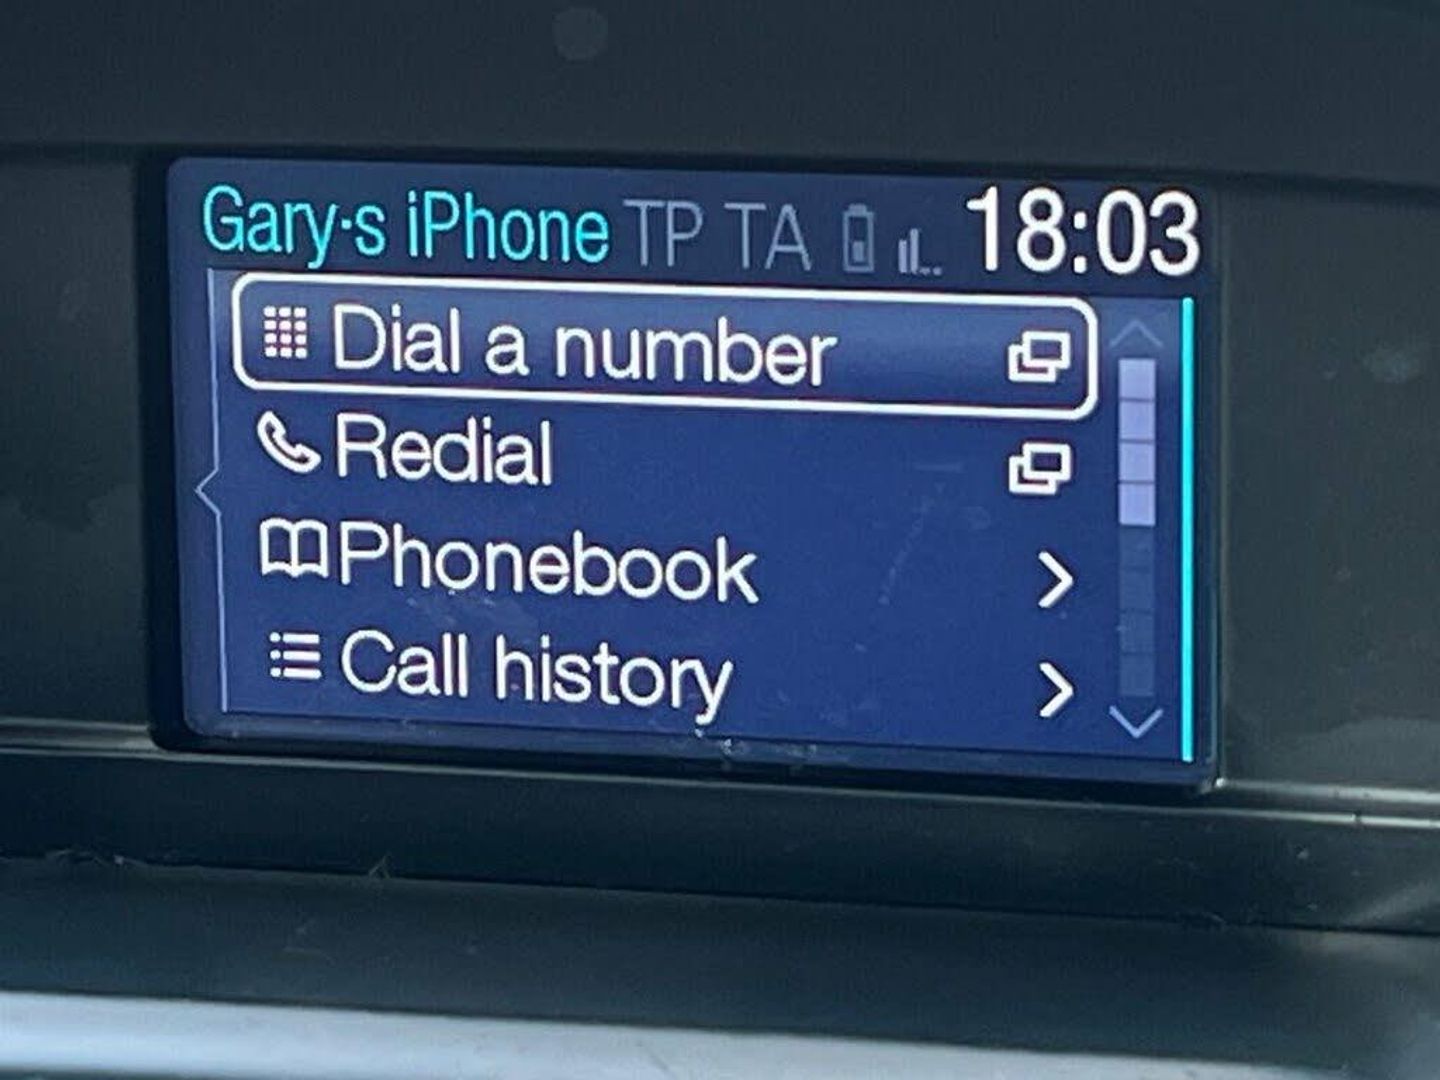 Gary·s iPhone TP TA 18:03
Dial a number
Redial
Phonebook
Call history